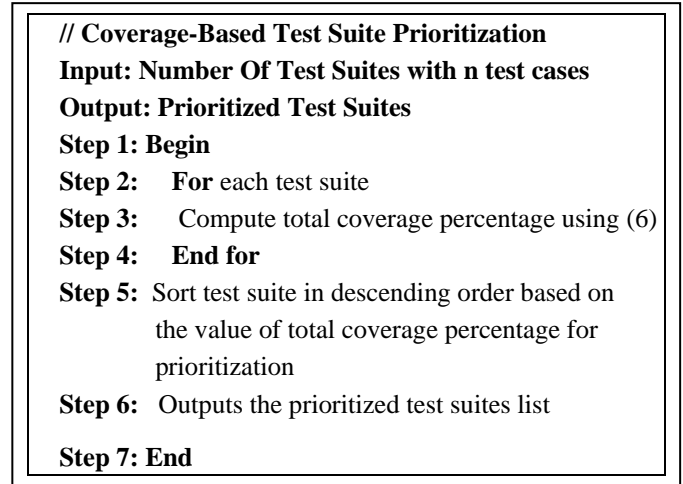 // Coverage-Based Test Suite Prioritization
Input: Number Of Test Suites with n test cases
Output: Prioritized Test Suites
Step 1: Begin
Step 2: For each test suite
Step 3: Compute total coverage percentage using (6)
Step 4: End for
Step 5: Sort test suite in descending order based on
the value of total coverage percentage for
prioritization
Step 6: Outputs the prioritized test suites list
Step 7: End